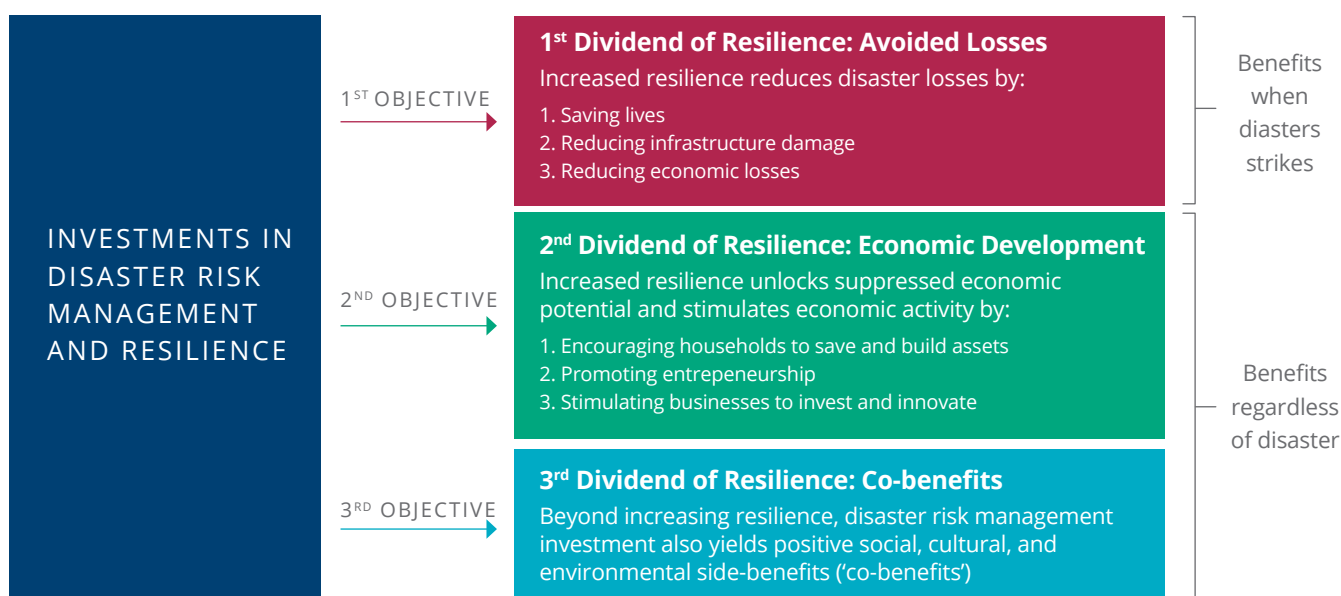 INVESTMENTS IN
DISASTER RISK
MANAGEMENT
AND RESILIENCE
1ST OBJECTIVE
1st Dividend of Resilience: Avoided Losses
Increased resilience reduces disaster losses by:
1. Saving lives
2. Reducing infrastructure damage
3. Reducing economic losses
Benefits
when
diasters
strikes
2ND OBJECTIVE
2nd Dividend of Resilience: Economic Development
Increased resilience unlocks suppressed economic
potential and stimulates economic activity by:
1. Encouraging households to save and build assets
2. Promoting entrepeneurship
3. Stimulating businesses to invest and innovate
3RD OBJECTIVE
3rd Dividend of Resilience: Co-benefits
Beyond increasing resilience, disaster risk management
investment also yields positive social, cultural, and
environmental side-benefits (‘co-benefits’)
Benefits
regardless
of disaster